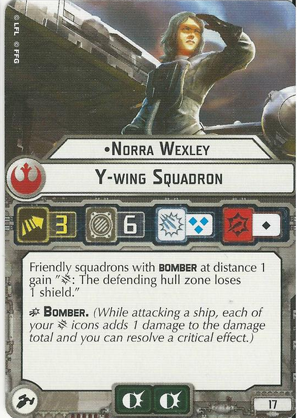 © LFL © FFG
•Norra Wexley
Y-wing Squadron
3 6
Friendly squadrons with BOMBER at distance 1
gain ": The defending hull zone loses
1 shield."
Bomber. (While attacking a ship, each of
your icons adds 1 damage to the damage
total and you can resolve a critical effect.)
17